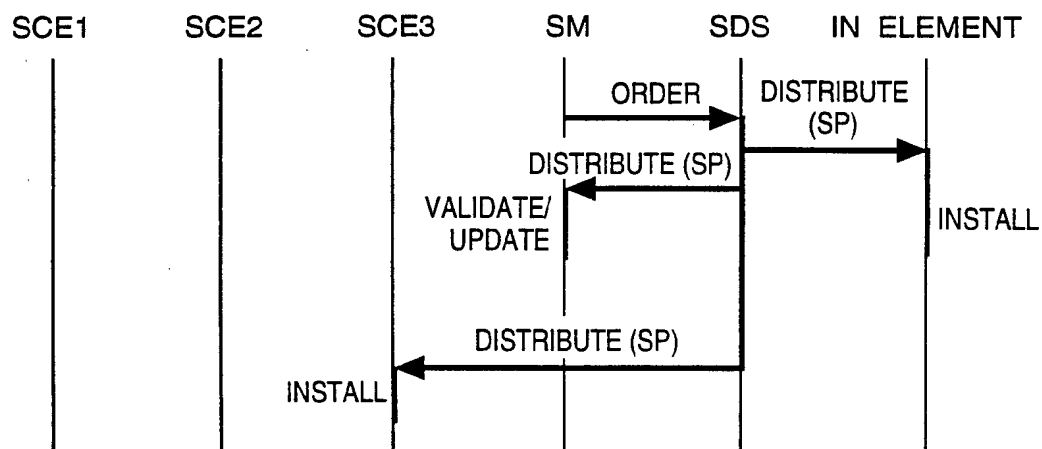 SCE1 SCE2 SCE3 SM SDS IN ELEMENT
ORDER
DISTRIBUTE
(SP)
DISTRIBUTE (SP)
VALIDATE/
UPDATE
INSTALL
DISTRIBUTE (SP)
INSTALL